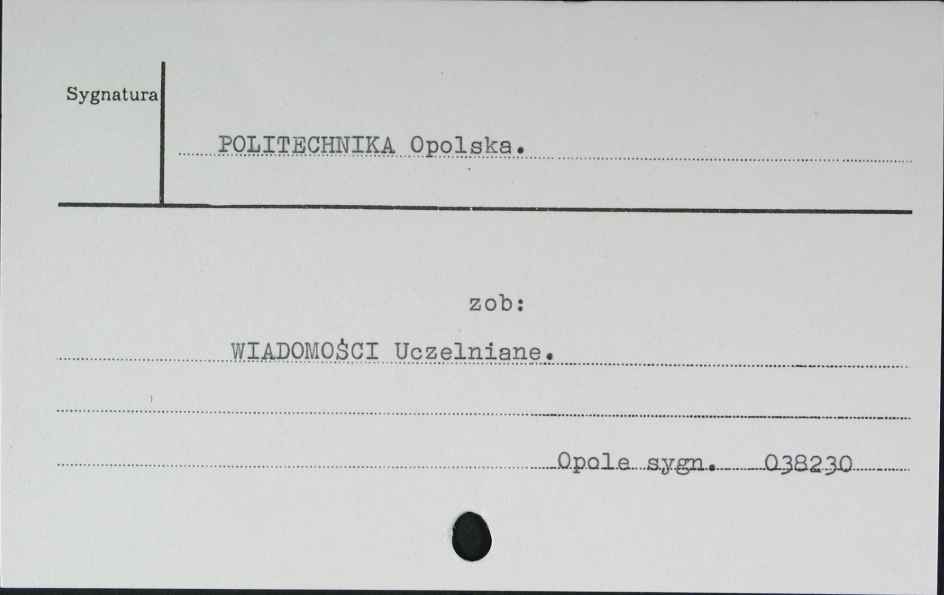 Sygnatura
POLITECHNIKA Opolska.
zob:
WIADOMOŚCI Uczelniane.
Opole sygn. 038230